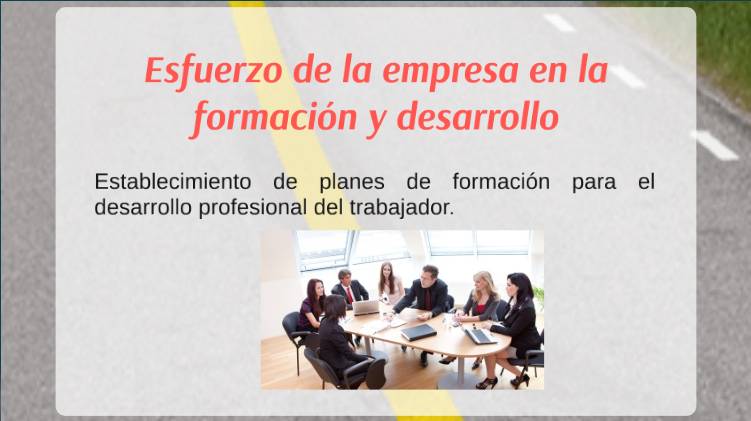 Esfuerzo de la empresa en la
formación y desarrollo
Establecimiento de planes de formación para el
desarrollo profesional del trabajador.